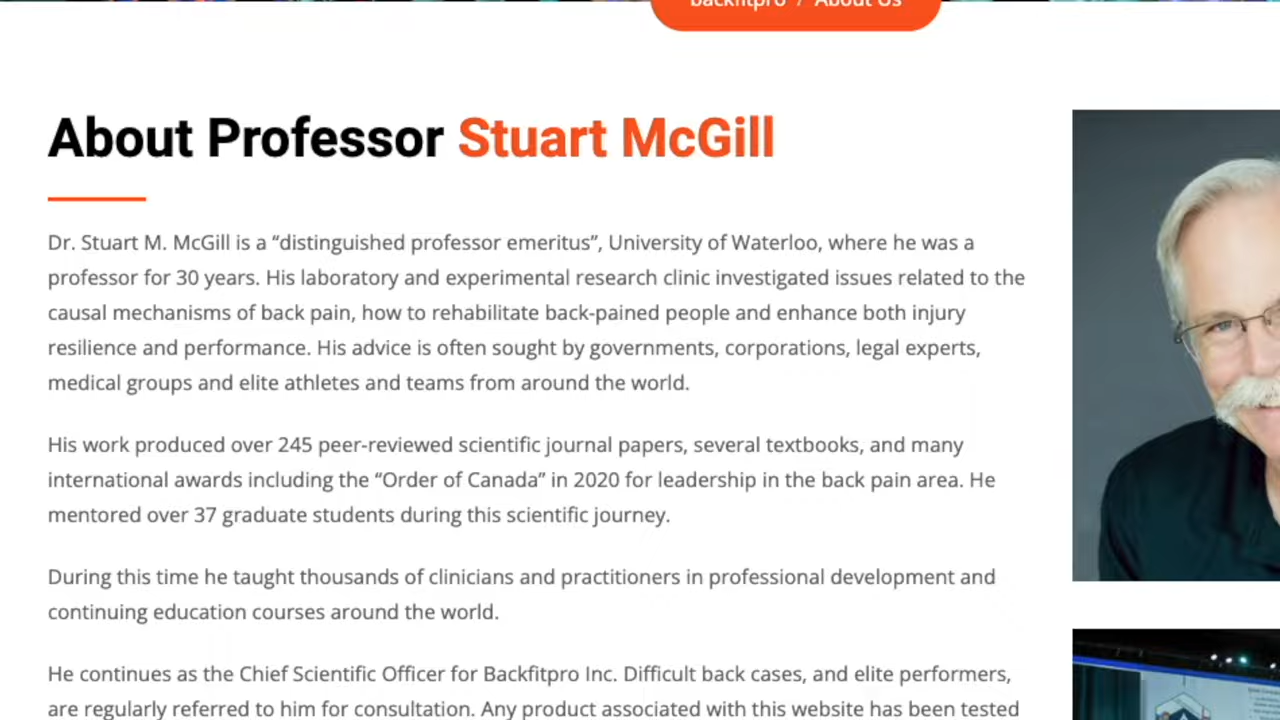 backfitpro / About Us
About Professor Stuart McGill
Dr. Stuart M. McGill is a “distinguished professor emeritus”, University of Waterloo, where he was a
professor for 30 years. His laboratory and experimental research clinic investigated issues related to the
causal mechanisms of back pain, how to rehabilitate back-pained people and enhance both injury
resilience and performance. His advice is often sought by governments, corporations, legal experts,
medical groups and elite athletes and teams from around the world.
His work produced over 245 peer-reviewed scientific journal papers, several textbooks, and many
international awards including the “Order of Canada” in 2020 for leadership in the back pain area. He
mentored over 37 graduate students during this scientific journey.
During this time he taught thousands of clinicians and practitioners in professional development and
continuing education courses around the world.
He continues as the Chief Scientific Officer for Backfitpro Inc. Difficult back cases, and elite performers,
are regularly referred to him for consultation. Any product associated with this website has been tested